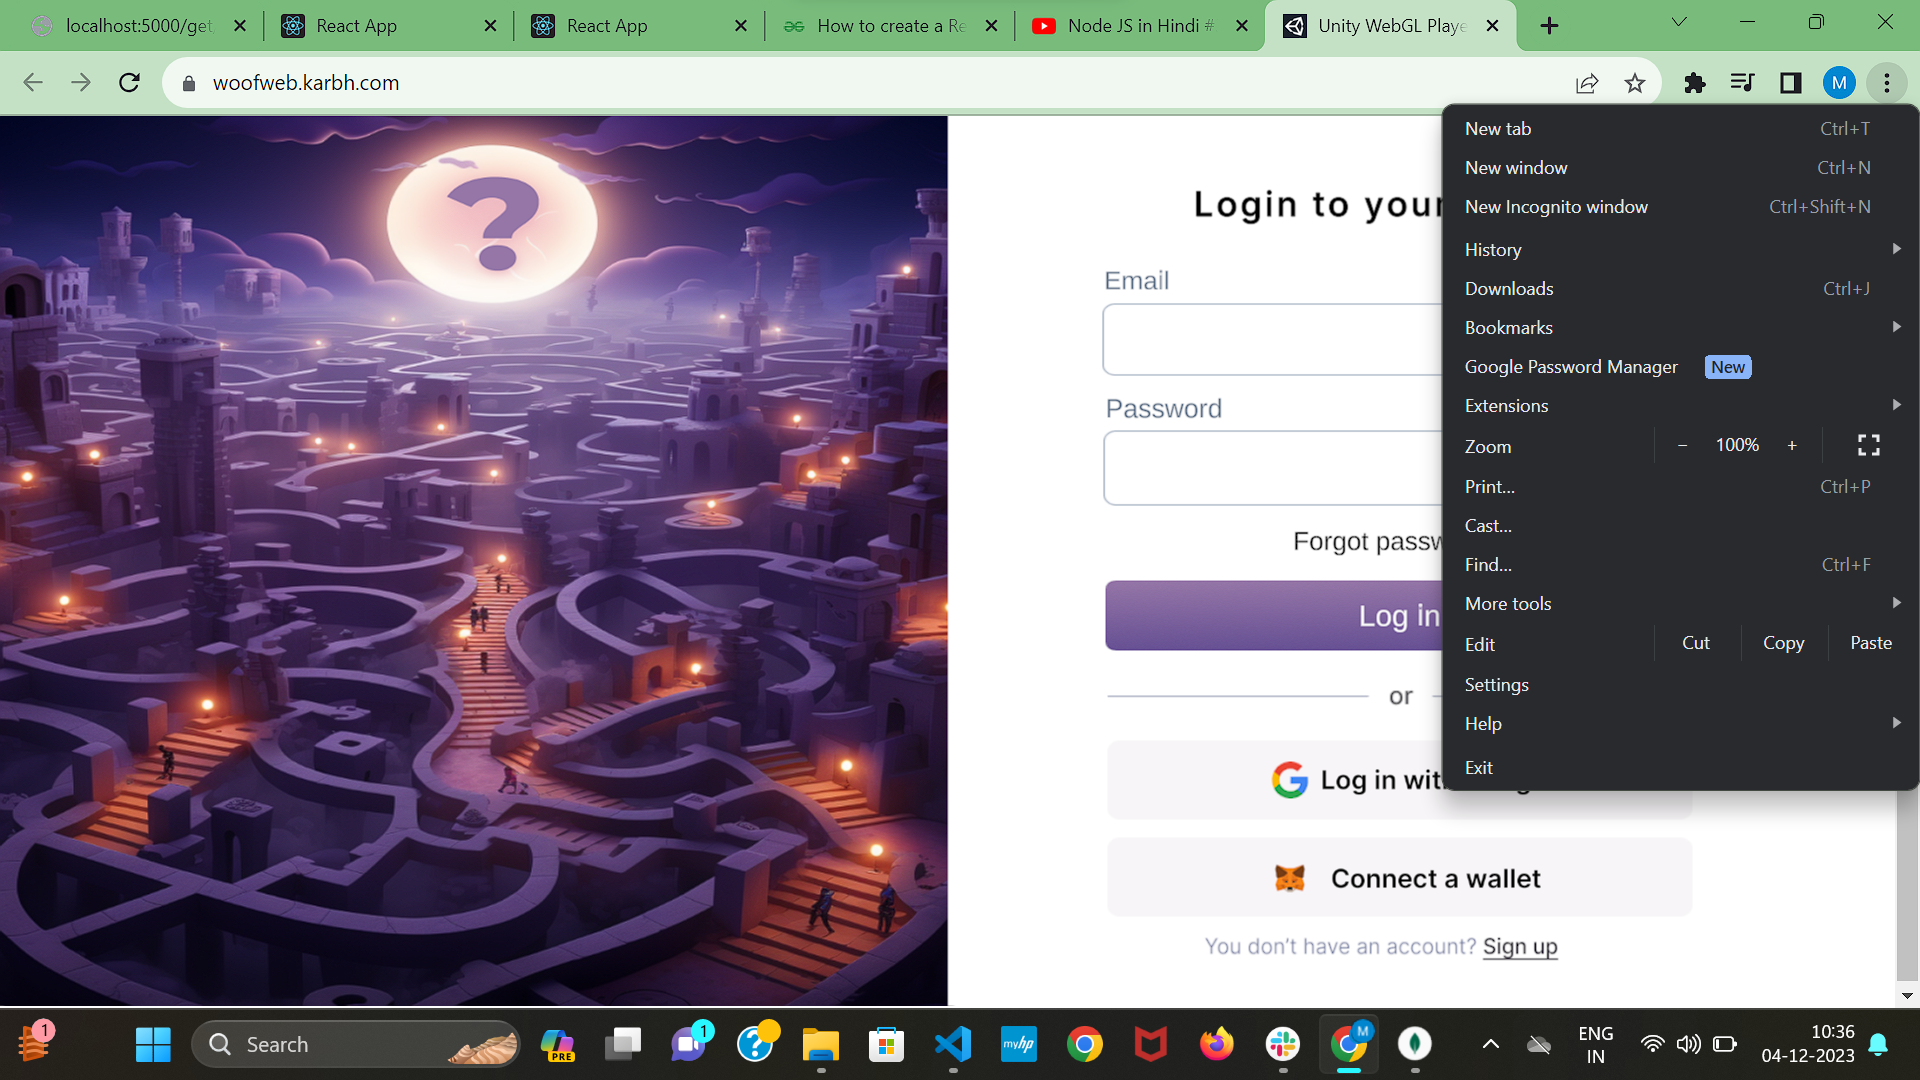 localhost:5000/get
React App
React App
How to create a Re
Node JS in Hindi #
Unity WebGL Playe
woofweb.karbh.com
M
New tab Ctrl+T
New window Ctrl+N
New Incognito window Ctrl+Shift+N
History
Downloads Ctrl+J
Bookmarks
Google Password Manager New
Extensions
Zoom − 100% +
Print... Ctrl+P
Cast...
Find... Ctrl+F
More tools
Edit Cut Copy Paste
Settings
Help
Exit
?
Login to your
Email
Password
Forgot passw
Log in
or
Log in wit
Connect a wallet
You don't have an account? Sign up
1
Search
PRE
1
?
myhp
M
ENG
IN
10:36
04-12-2023